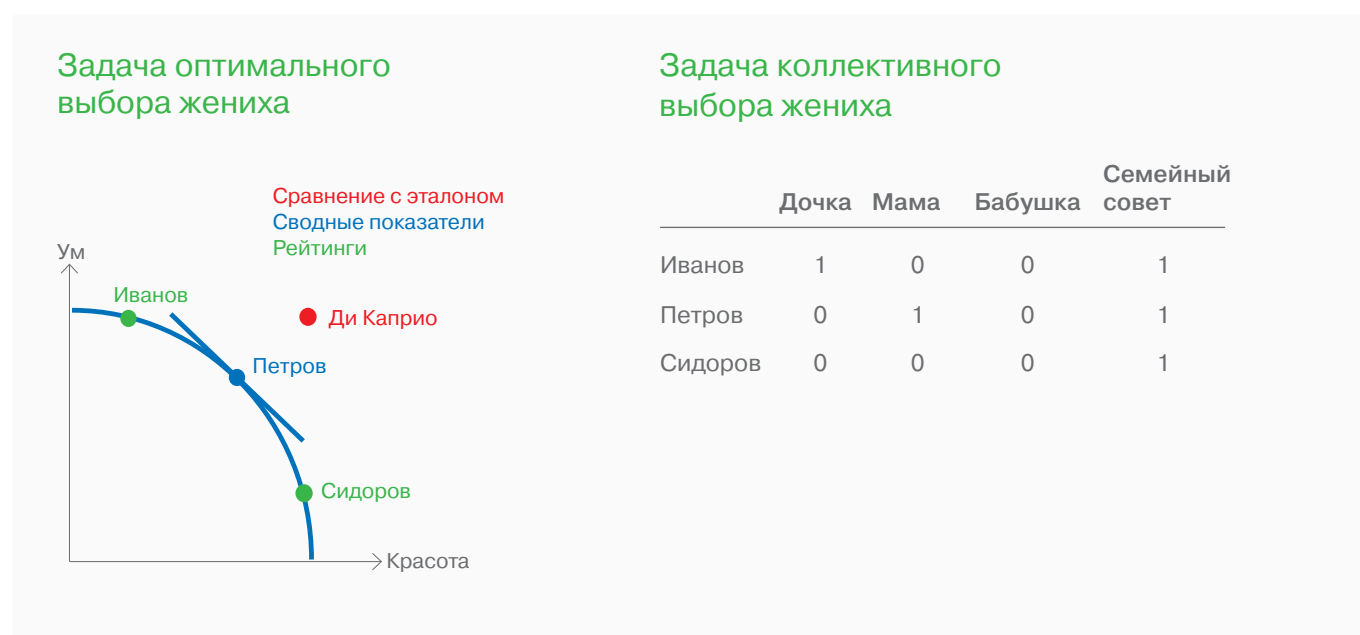 Задача оптимального
выбора жениха
Сравнение с эталоном
Сводные показатели
Рейтинги
Ум
Иванов
Ди Каприо
Петров
Сидоров
Красота
Задача коллективного
выбора жениха
Дочка Мама Бабушка Семейный совет
Иванов 1 0 0 1
Петров 0 1 0 1
Сидоров 0 0 0 1